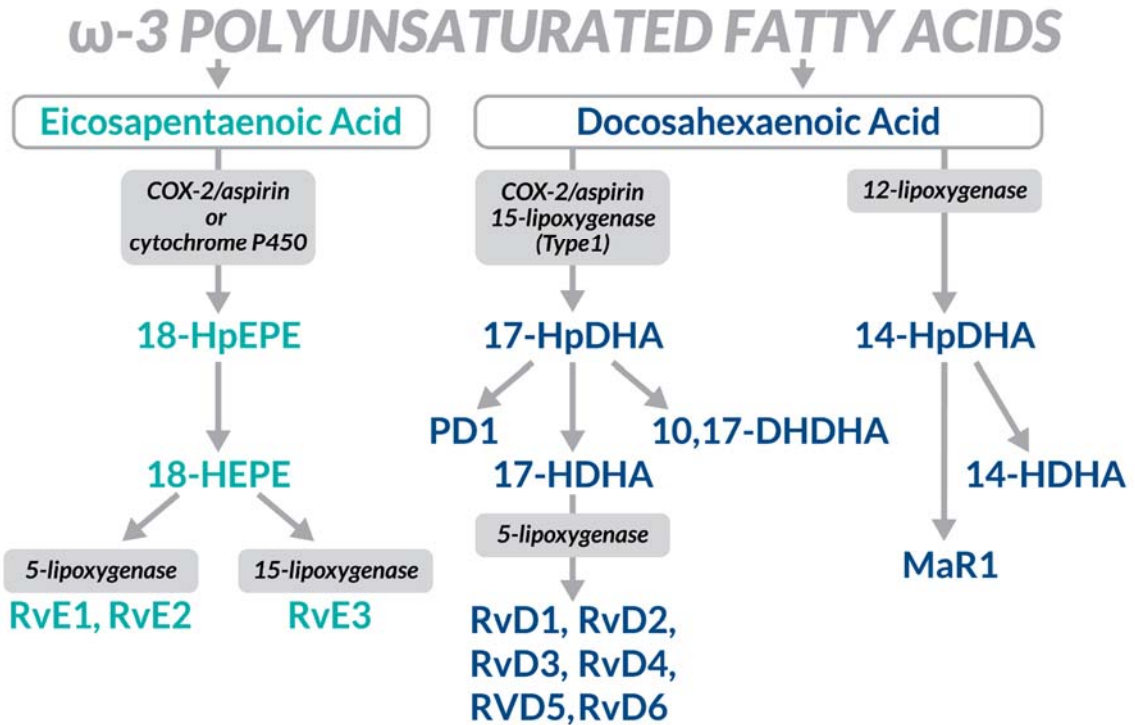 ω-3 POLYUNSATURATED FATTY ACIDS
Eicosapentaenoic Acid
COX-2/aspirin
or
cytochrome P450
18-HpEPE
18-HEPE
5-lipoxygenase
RvE1, RvE2
15-lipoxygenase
RvE3
Docosahexaenoic Acid
COX-2/aspirin
15-lipoxygenase
(Type1)
17-HpDHA
PD1
10,17-DHDHA
17-HDHA
5-lipoxygenase
RvD1, RvD2,
RvD3, RvD4,
RVD5, RvD6
12-lipoxygenase
14-HpDHA
14-HDHA
MaR1